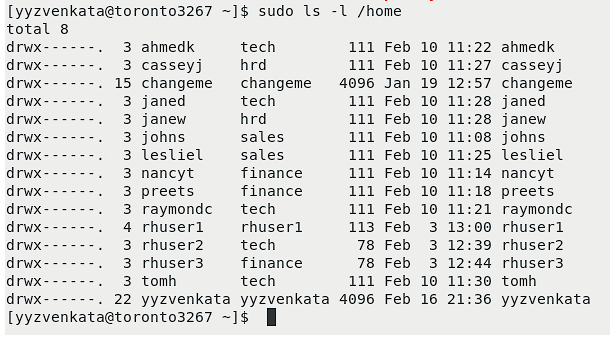 [yyzvenkata@toronto3267 ~]$ sudo ls -l /home
total 8
drwx------.  3 ahmedk     tech        111 Feb 10 11:22 ahmedk
drwx------.  3 casseyj    hrd         111 Feb 10 11:27 casseyj
drwx------. 15 changeme   changeme   4096 Jan 19 12:57 changeme
drwx------.  3 janed      tech        111 Feb 10 11:28 janed
drwx------.  3 janew      hrd         111 Feb 10 11:28 janew
drwx------.  3 johns      sales       111 Feb 10 11:08 johns
drwx------.  3 lesliel    sales       111 Feb 10 11:25 lesliel
drwx------.  3 nancyt     finance     111 Feb 10 11:14 nancyt
drwx------.  3 preets     finance     111 Feb 10 11:18 preets
drwx------.  3 raymondc   tech        111 Feb 10 11:21 raymondc
drwx------.  4 rhuser1    rhuser1     113 Feb  3 13:00 rhuser1
drwx------.  3 rhuser2    tech         78 Feb  3 12:39 rhuser2
drwx------.  3 rhuser3    finance      78 Feb  3 12:44 rhuser3
drwx------.  3 tomh       tech        111 Feb 10 11:30 tomh
drwx------. 22 yyzvenkata yyzvenkata 4096 Feb 16 21:36 yyzvenkata
[yyzvenkata@toronto3267 ~]$